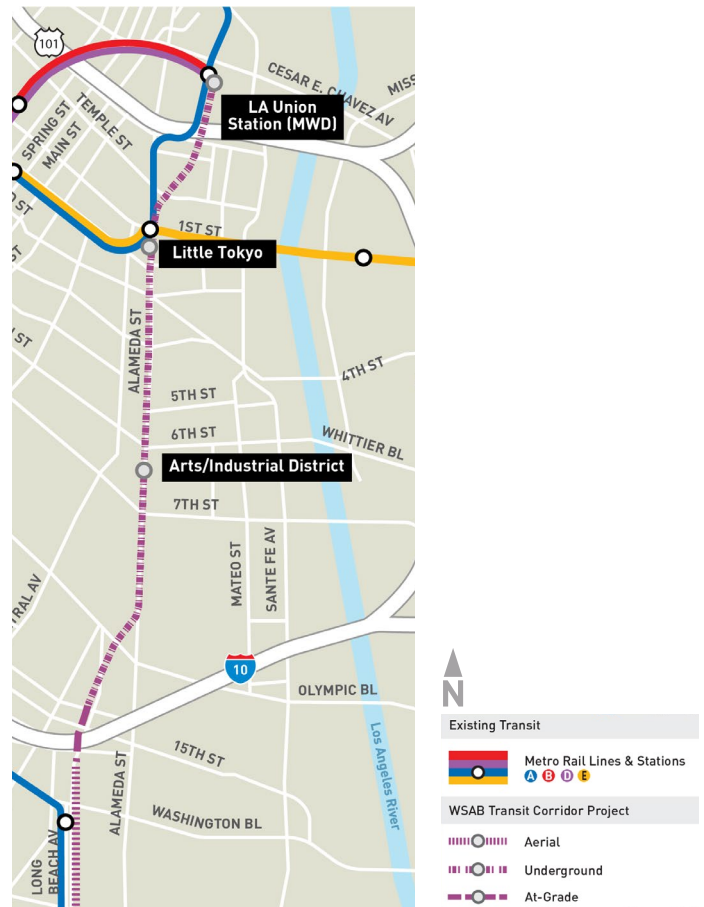 101
CESAR E. CHAVEZ AV
MISS
LA Union
Station (MWD)
SPRING ST
MAIN ST
TEMPLE ST
D ST
1ST ST
Little Tokyo
ST
ST
ALAMEDA ST
4TH ST
5TH ST
6TH ST
WHITTIER BL
Arts/Industrial District
7TH ST
MATEO ST
SANTE FE AV
TRAL AV
10
OLYMPIC BL
Los Angeles River
15TH ST
ALAMEDA ST
WASHINGTON BL
LONG
BEACH AV
N
Existing Transit
Metro Rail Lines & Stations
A B D E
WSAB Transit Corridor Project
Aerial
Underground
At-Grade